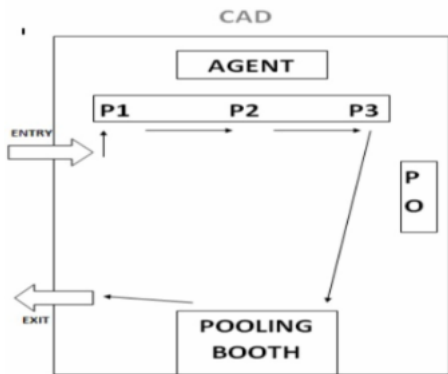 CAD
AGENT
P1 P2 P3
ENTRY
P
O
EXIT
POOLING
BOOTH